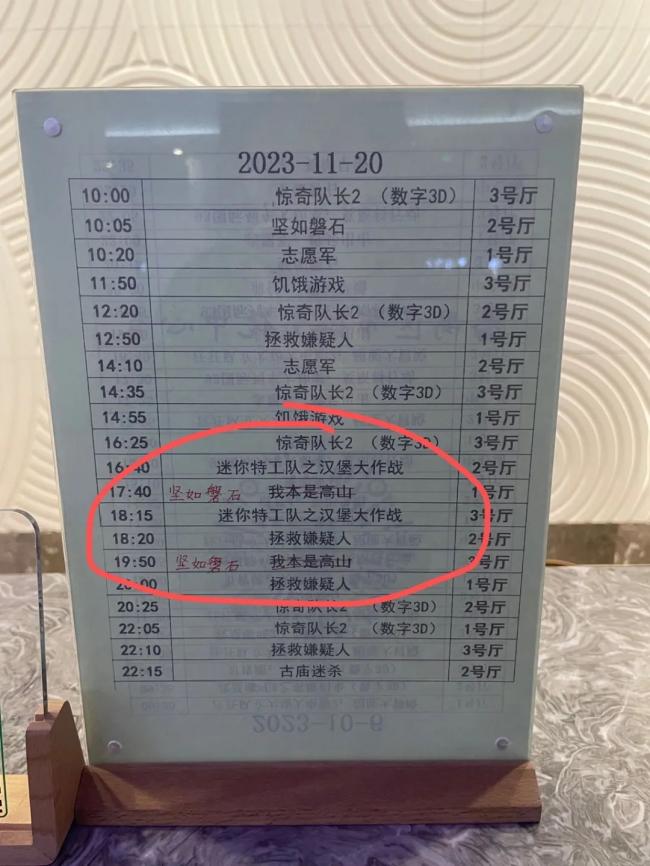 2023-11-20
10:00 惊奇队长2 （数字3D） 3号厅
10:05 坚如磐石 2号厅
10:20 志愿军 1号厅
11:50 饥饿游戏 3号厅
12:20 惊奇队长2 （数字3D） 2号厅
12:50 拯救嫌疑人 1号厅
14:10 志愿军 2号厅
14:35 惊奇队长2 （数字3D） 3号厅
14:55 饥饿游戏 1号厅
16:25 惊奇队长2 （数字3D） 3号厅
16:40 迷你特工队之汉堡大作战 2号厅
17:40 坚如磐石 我本是高山 1号厅
18:15 迷你特工队之汉堡大作战 3号厅
18:20 拯救嫌疑人 2号厅
19:50 坚如磐石 我本是高山 3号厅
20:00 拯救嫌疑人 1号厅
20:25 惊奇队长2 （数字3D） 2号厅
22:05 惊奇队长2 （数字3D） 1号厅
22:10 拯救嫌疑人 3号厅
22:15 古庙迷杀 2号厅
2023-10-6